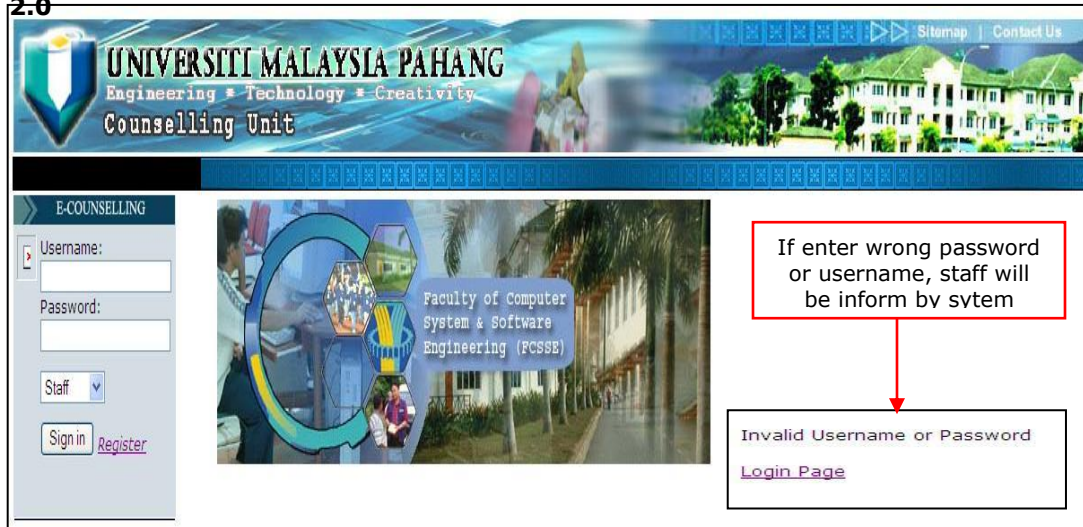 2.0
Sitemap | Contact Us
UNIVERSITI MALAYSIA PAHANG
Engineering * Technology * Creativity
Counselling Unit
E-COUNSELLING
Username:
Password:
Staff
Sign in Register
Faculty of Computer
System & Software
Engineering (FCSSE)
If enter wrong password
or username, staff will
be inform by sytem
Invalid Username or Password
Login Page